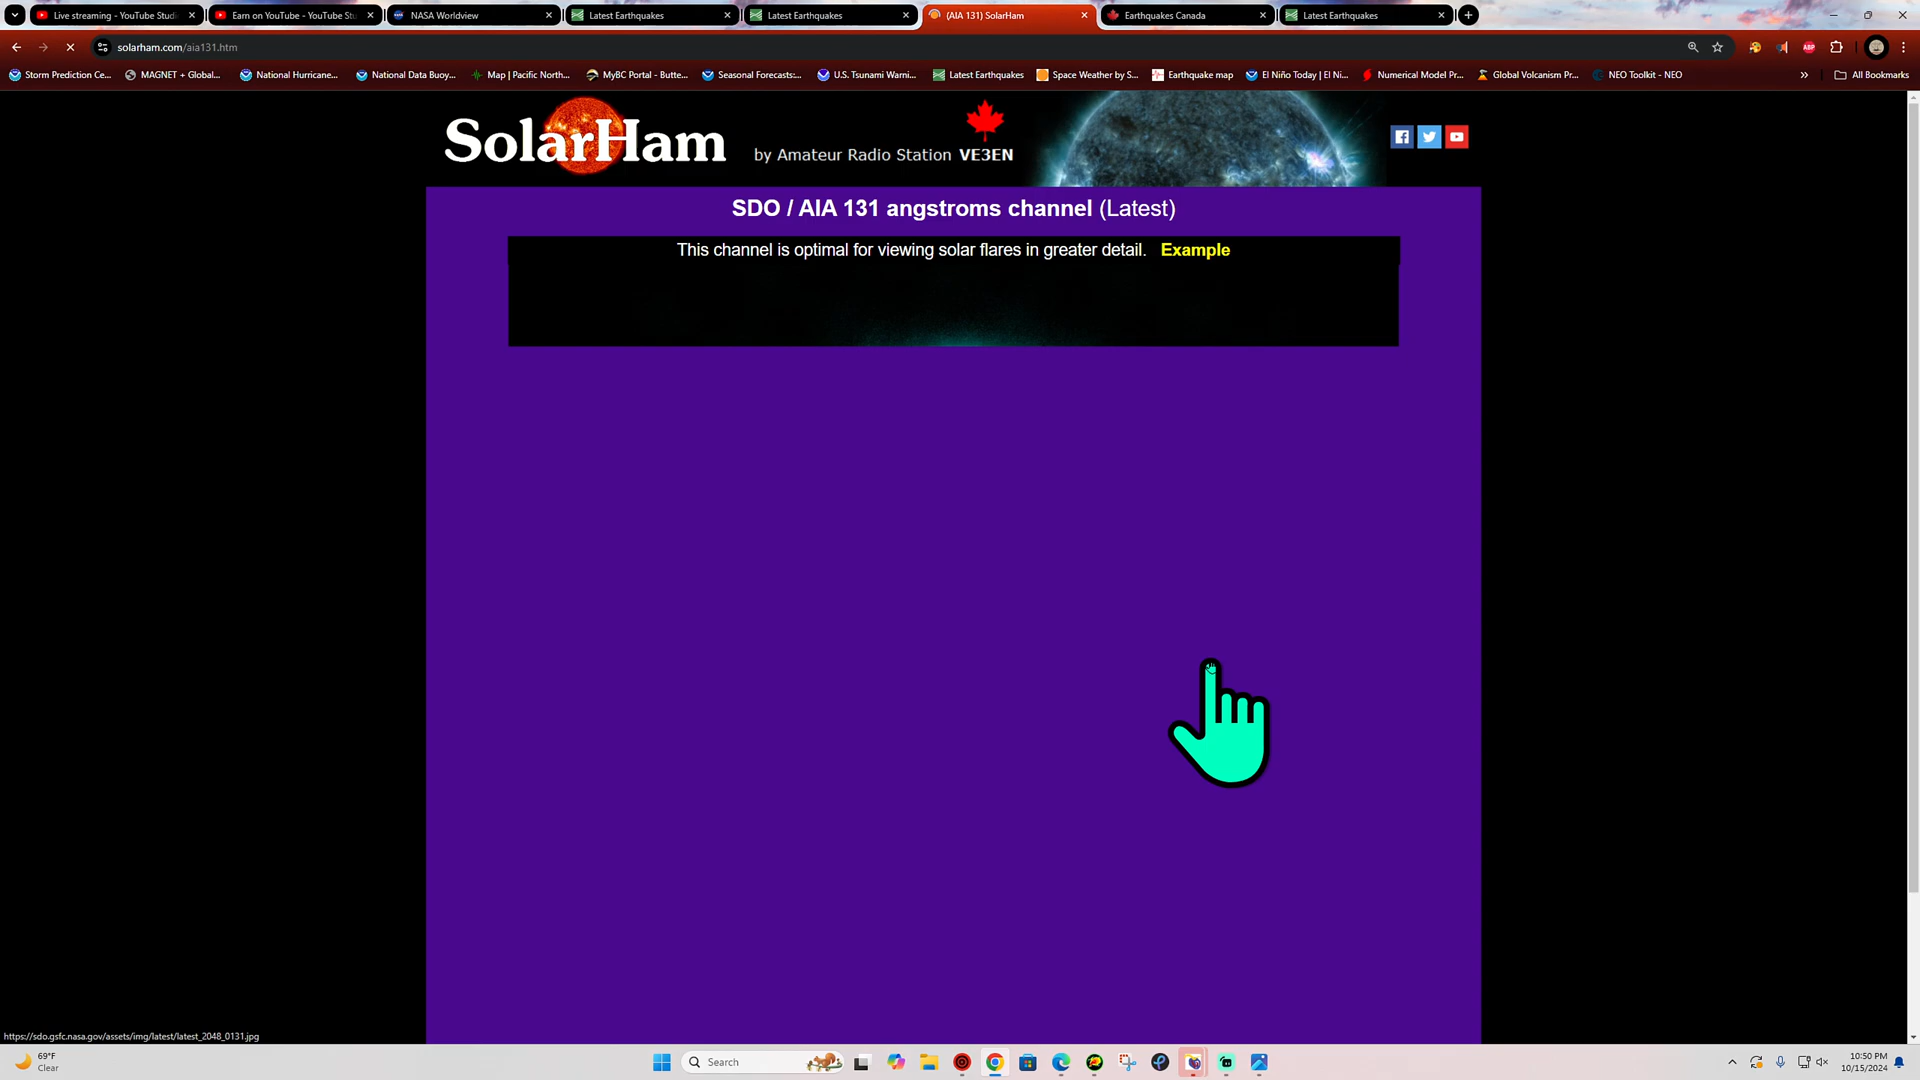 Live streaming - YouTube Studi
Earn on YouTube - YouTube Stu
NASA Worldview
Latest Earthquakes
Latest Earthquakes
(AIA 131) SolarHam
Earthquakes Canada
Latest Earthquakes
solarham.com/aia131.htm
Storm Prediction Ce...
MAGNET + Global...
National Hurricane...
National Data Buoy...
Map | Pacific North...
MyBC Portal - Butte...
Seasonal Forecasts:...
U.S. Tsunami Warni...
Latest Earthquakes
Space Weather by S...
Earthquake map
El Niño Today | El Ni...
Numerical Model Pr...
Global Volcanism Pr...
NEO Toolkit - NEO
All Bookmarks
SolarHam
by Amateur Radio Station VE3EN
SDO / AIA 131 angstroms channel (Latest)
This channel is optimal for viewing solar flares in greater detail. Example
https://sdo.gsfc.nasa.gov/assets/img/latest/latest_2048_0131.jpg
69°F
Clear
Search
10:50 PM
10/15/2024